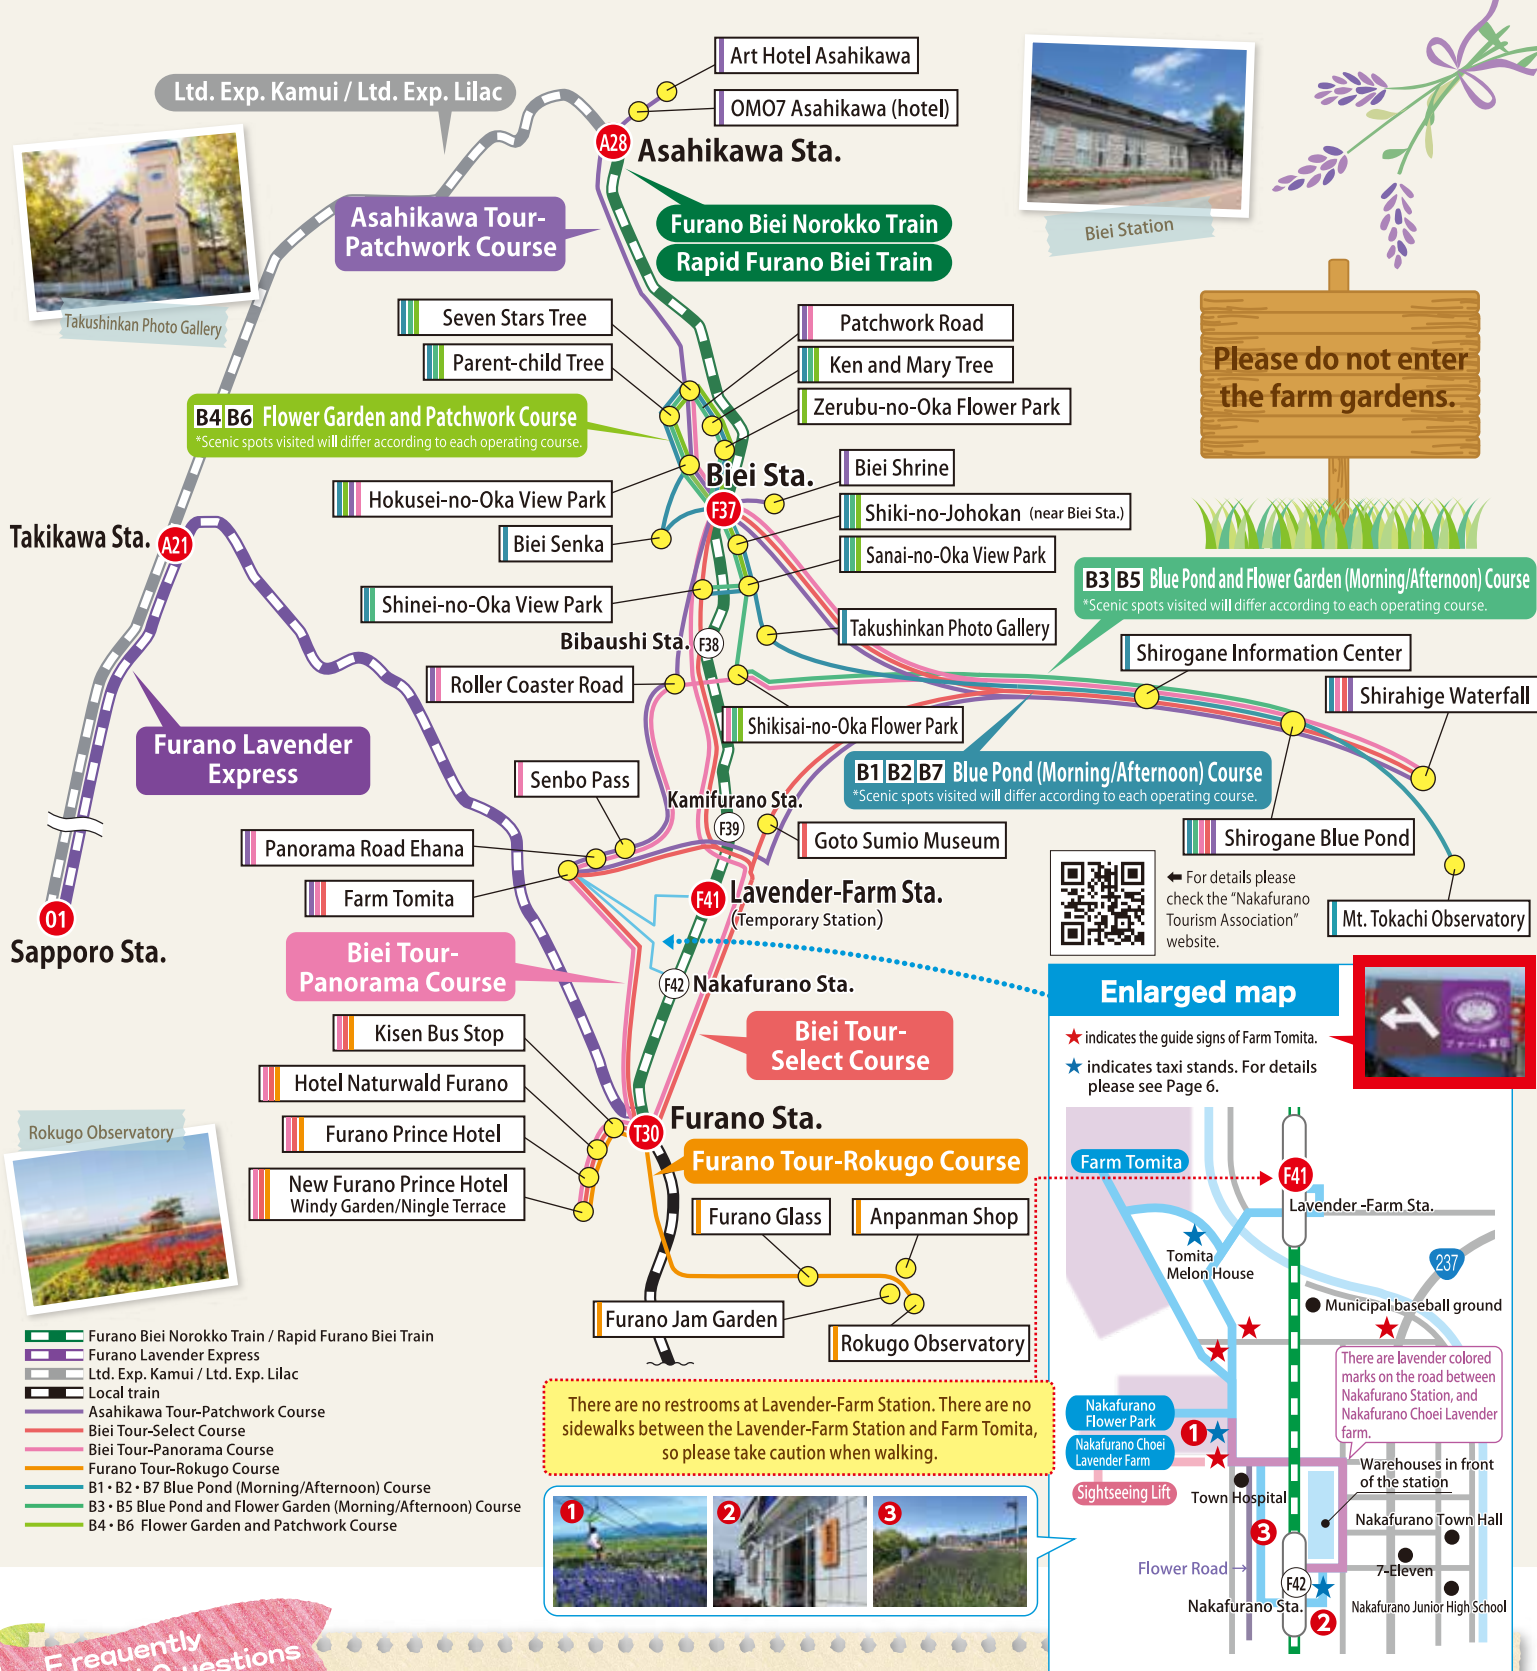 Art Hotel Asahikawa
OMO7 Asahikawa (hotel)
Ltd. Exp. Kamui / Ltd. Exp. Lilac
A28
Asahikawa Sta.
Asahikawa Tour-
Patchwork Course
Furano Biei Norokko Train
Rapid Furano Biei Train
Biei Station
Takushinkan Photo Gallery
Seven Stars Tree
Parent-child Tree
Patchwork Road
Ken and Mary Tree
Zerubu-no-Oka Flower Park
Please do not enter
the farm gardens.
B4 B6 Flower Garden and Patchwork Course
*Scenic spots visited will differ according to each operating course.
Biei Sta.
F37
Biei Shrine
Hokusei-no-Oka View Park
Shiki-no-Johokan (near Biei Sta.)
Biei Senka
Sanai-no-Oka View Park
Takikawa Sta.
A21
B3 B5 Blue Pond and Flower Garden (Morning/Afternoon) Course
*Scenic spots visited will differ according to each operating course.
Shinei-no-Oka View Park
Bibaushi Sta.
F38
Takushinkan Photo Gallery
Shirogane Information Center
Roller Coaster Road
Shirahige Waterfall
Shikisai-no-Oka Flower Park
Furano Lavender
Express
B1 B2 B7 Blue Pond (Morning/Afternoon) Course
*Scenic spots visited will differ according to each operating course.
Senbo Pass
Kamifurano Sta.
F39
Goto Sumio Museum
Shirogane Blue Pond
Panorama Road Ehana
Farm Tomita
F41
Lavender-Farm Sta.
(Temporary Station)
For details please
check the “Nakafurano
Tourism Association”
website.
Mt. Tokachi Observatory
01
Sapporo Sta.
Biei Tour-
Panorama Course
F42
Nakafurano Sta.
Biei Tour-
Select Course
Kisen Bus Stop
Hotel Naturwald Furano
Furano Prince Hotel
New Furano Prince Hotel
Windy Garden/Ningle Terrace
T30
Furano Sta.
Furano Tour-Rokugo Course
Furano Glass
Anpanman Shop
Furano Jam Garden
Rokugo Observatory
Rokugo Observatory
Furano Biei Norokko Train / Rapid Furano Biei Train
Furano Lavender Express
Ltd. Exp. Kamui / Ltd. Exp. Lilac
Local train
Asahikawa Tour-Patchwork Course
Biei Tour-Select Course
Biei Tour-Panorama Course
Furano Tour-Rokugo Course
B1・B2・B7 Blue Pond (Morning/Afternoon) Course
B3・B5 Blue Pond and Flower Garden (Morning/Afternoon) Course
B4・B6 Flower Garden and Patchwork Course
There are no restrooms at Lavender-Farm Station. There are no
sidewalks between the Lavender-Farm Station and Farm Tomita,
so please take caution when walking.
1
2
3
Enlarged map
indicates the guide signs of Farm Tomita.
indicates taxi stands. For details
please see Page 6.
ファーム富田
Farm Tomita
F41
Lavender -Farm Sta.
Tomita
Melon House
237
Municipal baseball ground
There are lavender colored
marks on the road between
Nakafurano Station, and
Nakafurano Choei Lavender
farm.
Nakafurano
Flower Park
1
Nakafurano Choei
Lavender Farm
Sightseeing Lift
Town Hospital
Warehouses in front
of the station
3
Nakafurano Town Hall
Flower Road →
7-Eleven
F42
Nakafurano Sta.
2
Nakafurano Junior High School
Frequently